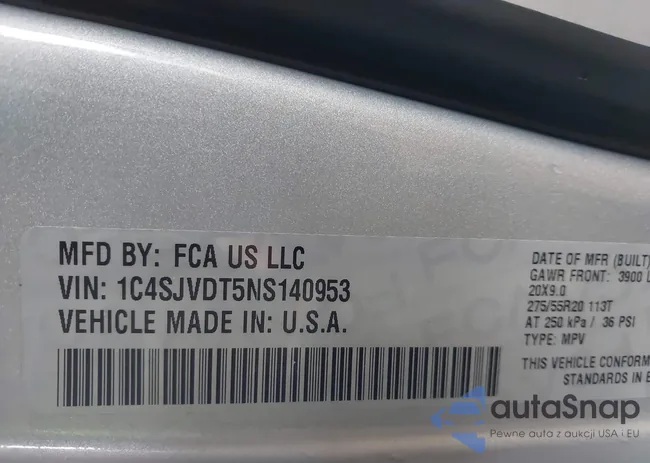 MFD BY: FCA US LLC
VIN: 1C4SJVDT5NS140953
VEHICLE MADE IN: U.S.A.
DATE OF MFR (BUILT)
GAWR FRONT: 3900 L
20X9.0
275/55R20 113T
AT 250 kPa / 36 PSI
TYPE: MPV
THIS VEHICLE CONFORM
STANDARDS IN E
autaSnap
Pewne auta z aukcji USA i EU